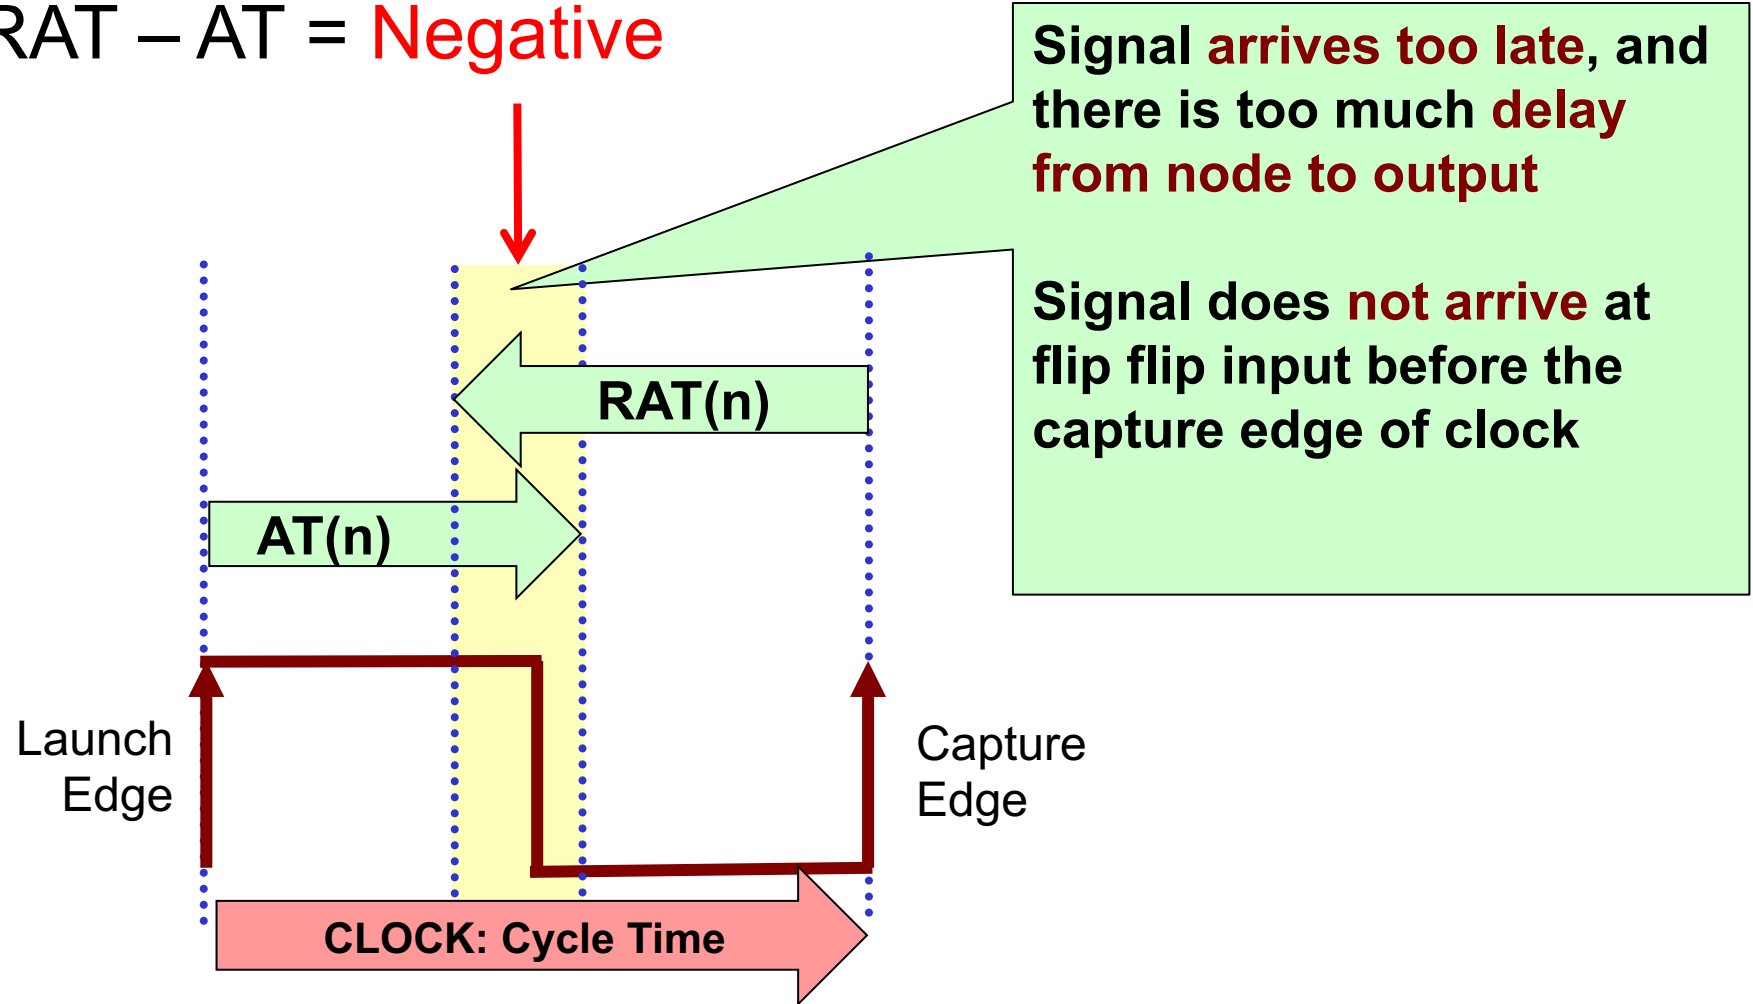 RAT – AT = Negative
Signal arrives too late, and
there is too much delay
from node to output
Signal does not arrive at
flip flip input before the
capture edge of clock
RAT(n)
AT(n)
Launch
Edge
Capture
Edge
CLOCK: Cycle Time